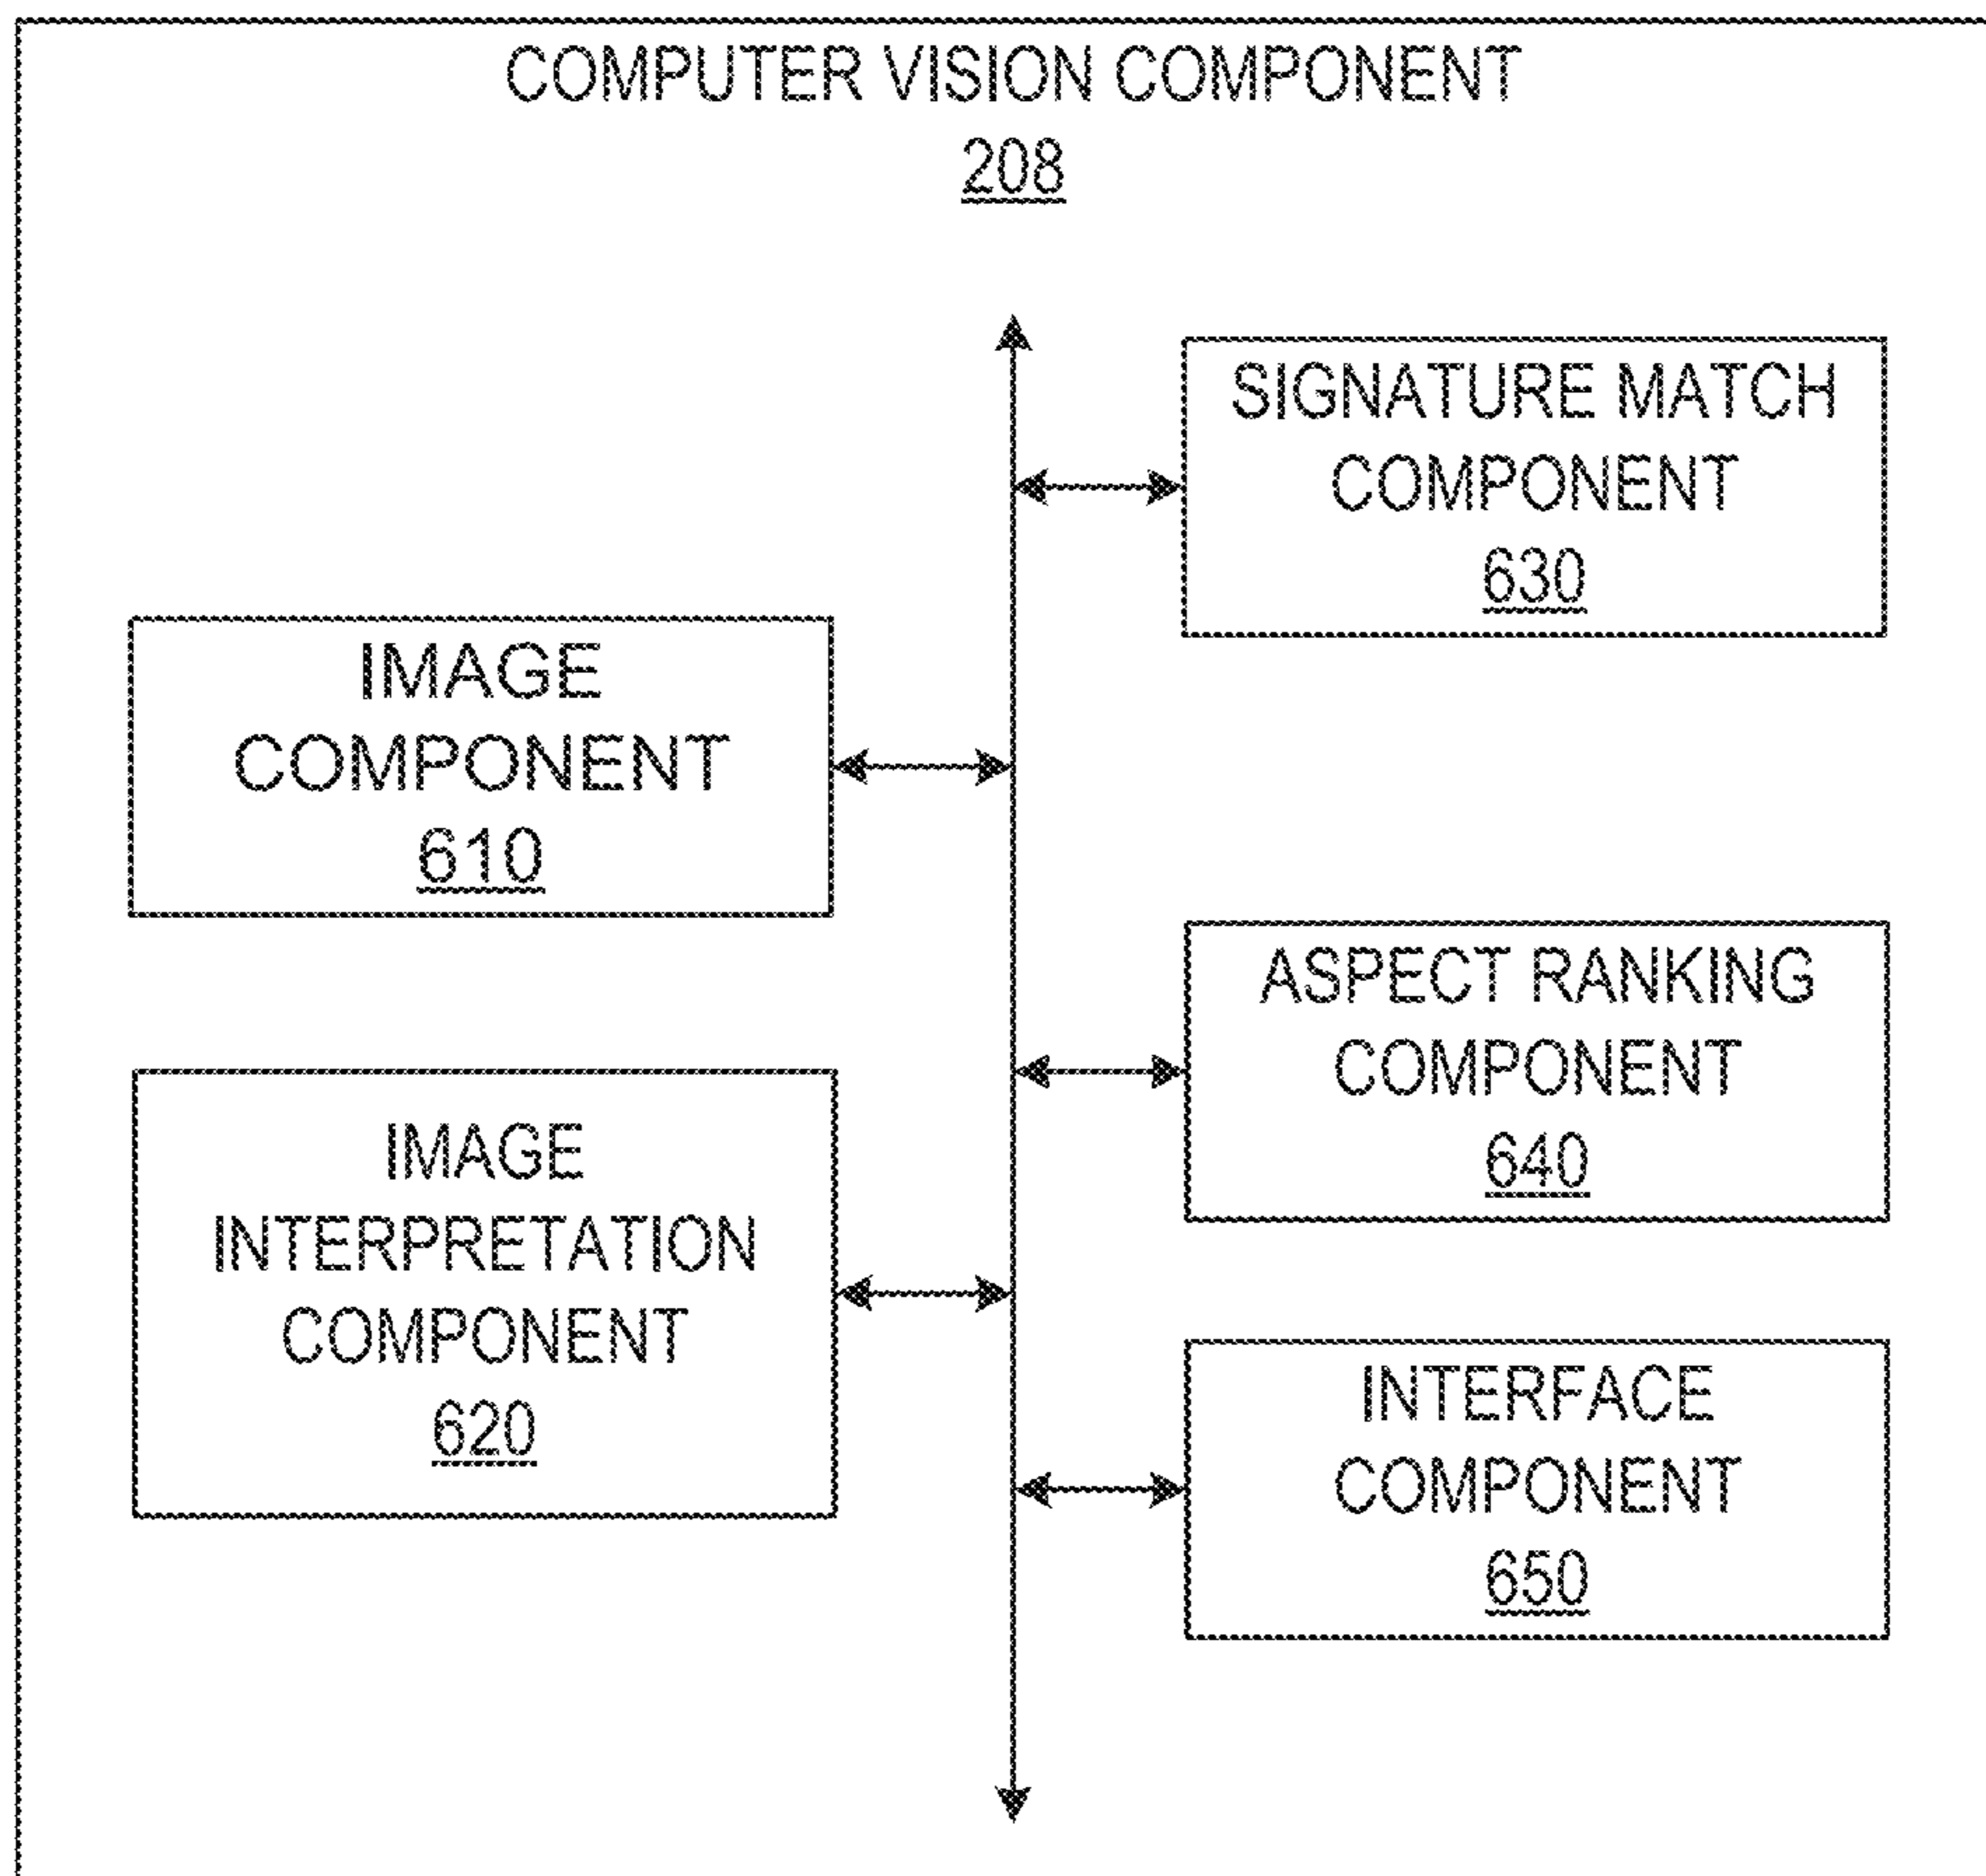 COMPUTER VISION COMPONENT
208
SIGNATURE MATCH
COMPONENT
630
IMAGE
COMPONENT
610
ASPECT RANKING
COMPONENT
640
IMAGE
INTERPRETATION
COMPONENT
620
INTERFACE
COMPONENT
650